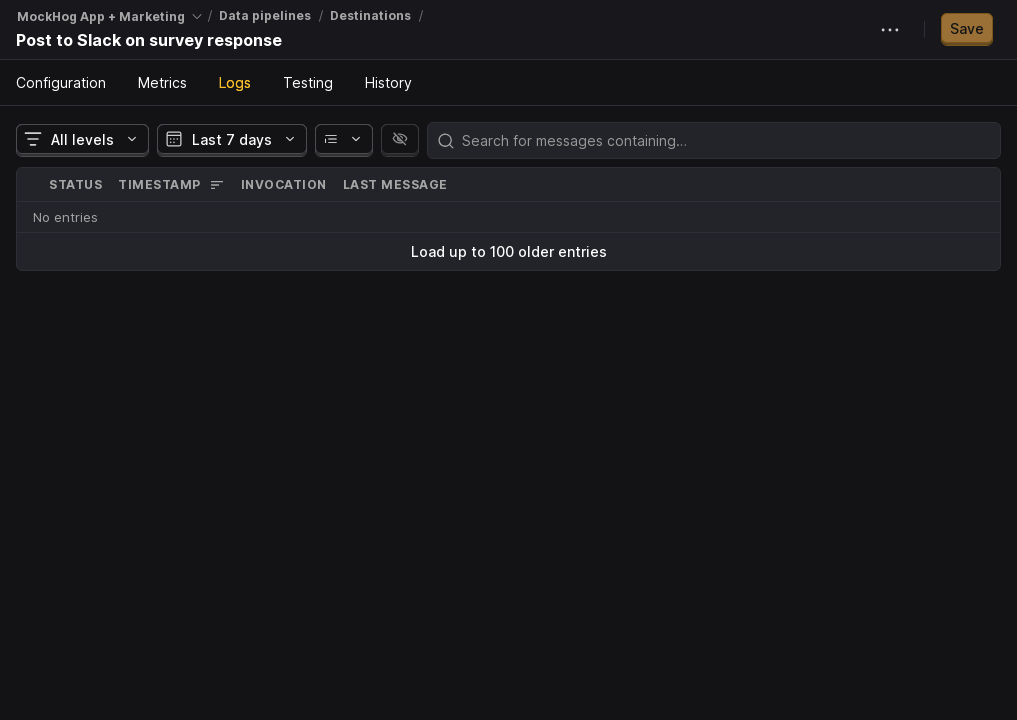 MockHog App + Marketing / Data pipelines / Destinations /
Post to Slack on survey response
Save
Configuration Metrics Logs Testing History
All levels Last 7 days Search for messages containing...
STATUS TIMESTAMP INVOCATION LAST MESSAGE
No entries
Load up to 100 older entries